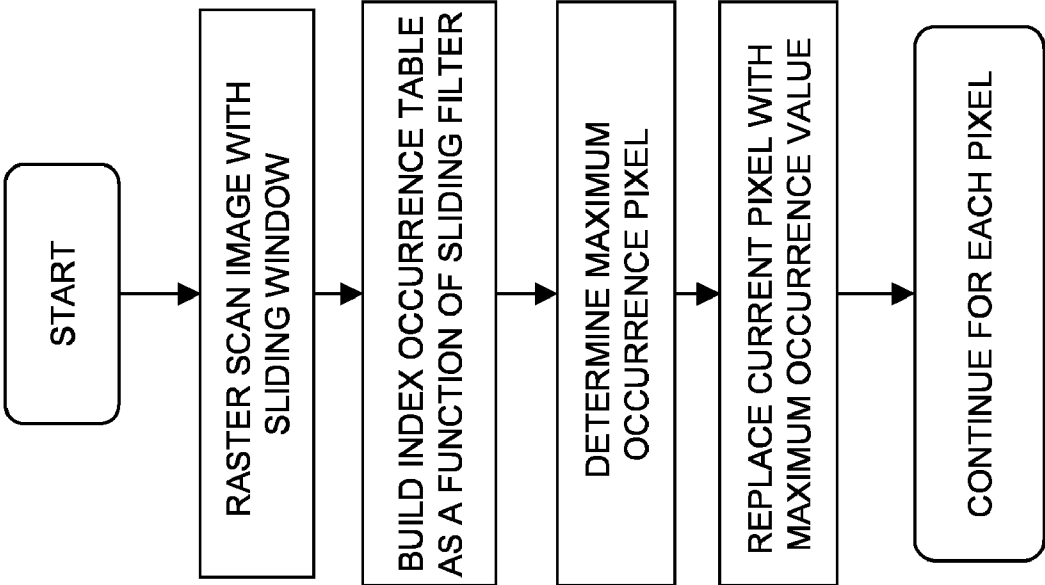 START
RASTER SCAN IMAGE WITH
SLIDING WINDOW
BUILD INDEX OCCURRENCE TABLE
AS A FUNCTION OF SLIDING FILTER
DETERMINE MAXIMUM
OCCURRENCE PIXEL
REPLACE CURRENT PIXEL WITH
MAXIMUM OCCURRENCE VALUE
CONTINUE FOR EACH PIXEL